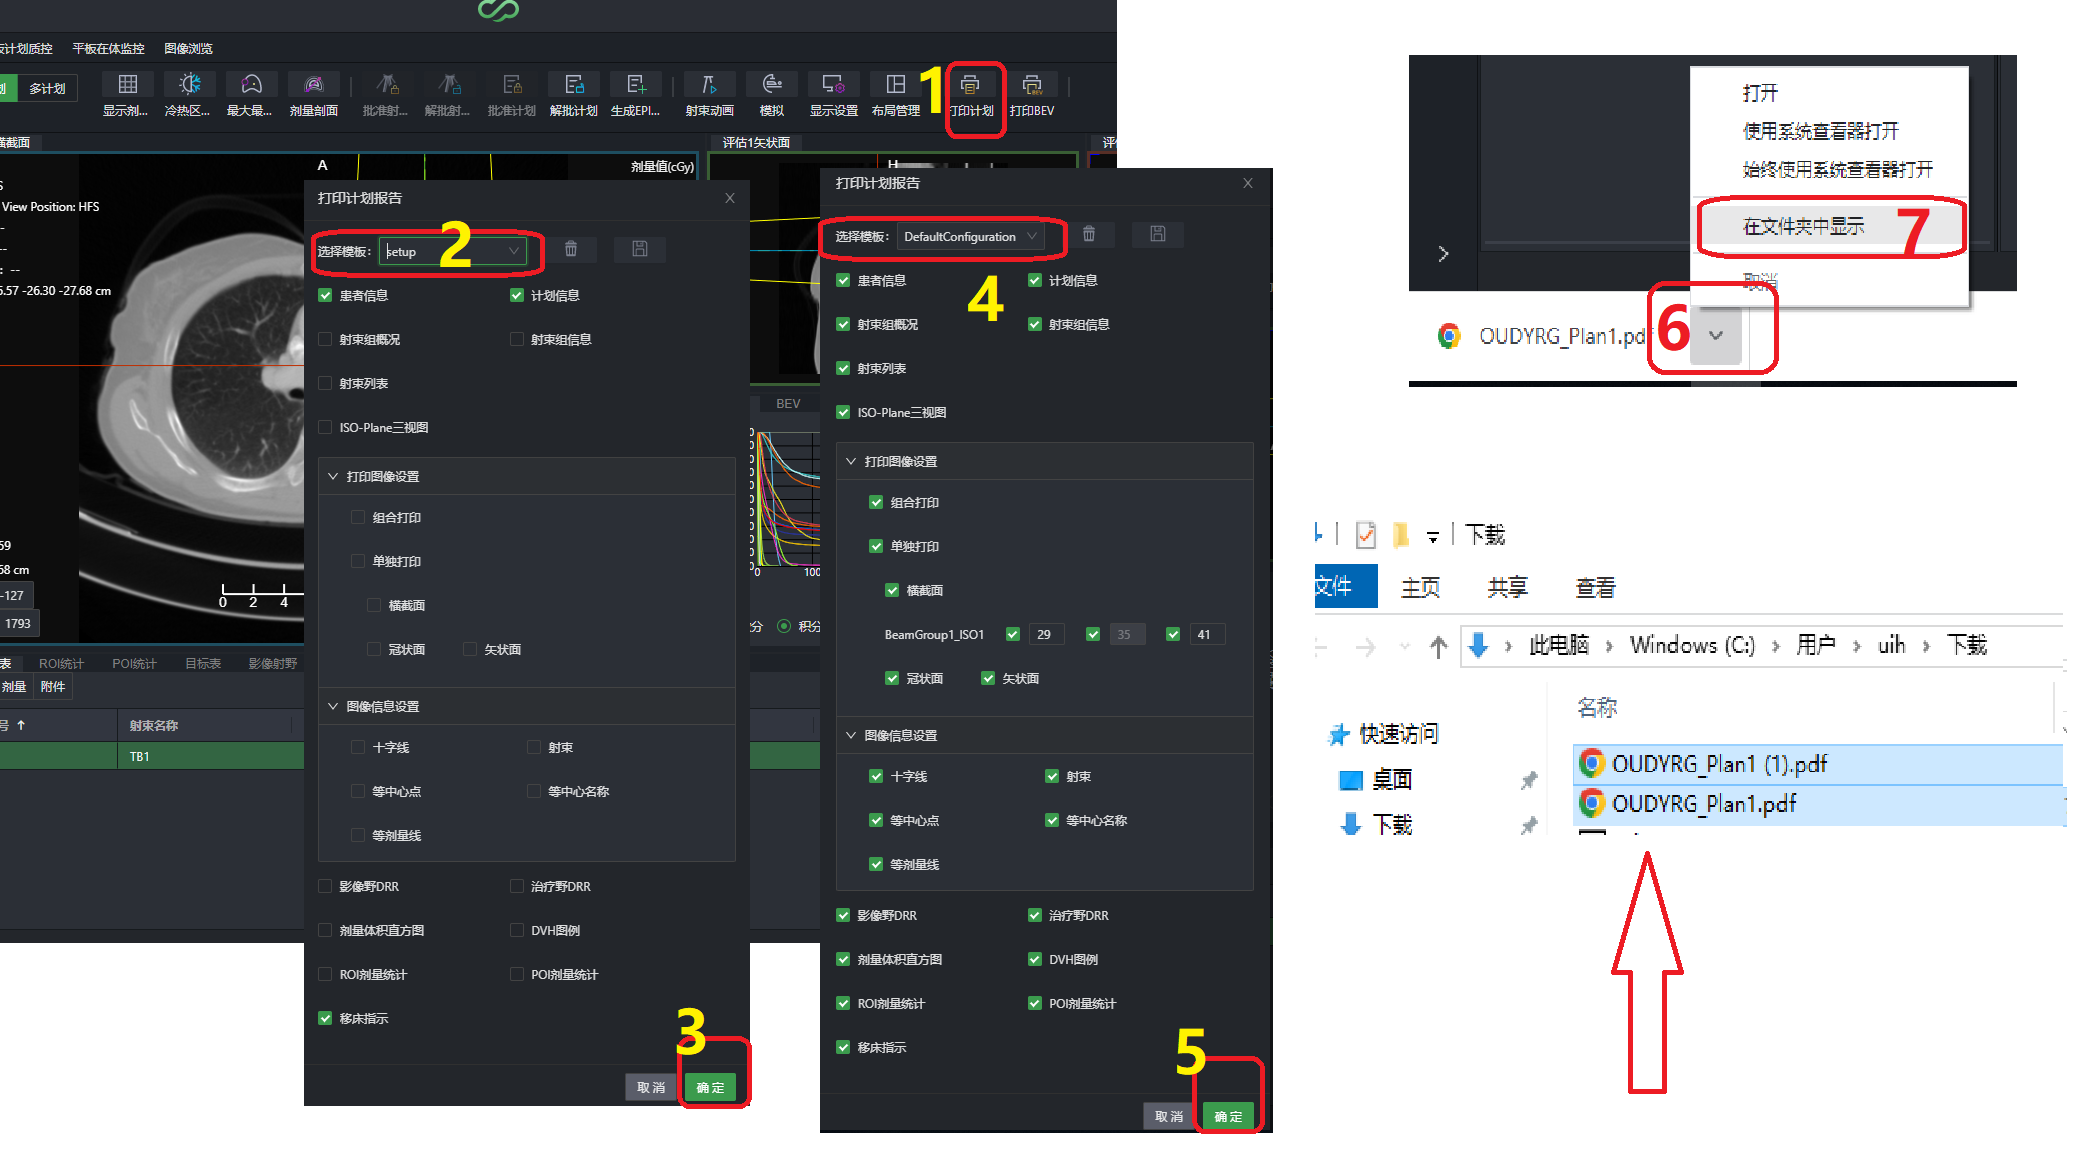 板计划质控 平板在体监控 图像浏览
多计划
显示剂... 冷热区... 最大最... 剂量剖面 批准射... 解批射... 批准计划 解批计划 生成EPI... 射束动画 模拟 显示设置 布局管理 打印计划 打印BEV
1
横截面
A
剂量值(cGy)
View Position: HFS
--
--
: --
5.57 -26.30 -27.68 cm
59
68 cm
-127
1793
0 2 4
表 ROI统计 POI统计 目标表 影像射野
剂量 附件
号 ↑ 射束名称
TB1
评估1矢状面
H
BEV
0 100
积分
打印计划报告
选择模板: setup
2
患者信息 计划信息
射束组概况 射束组信息
射束列表
ISO-Plane三视图
打印图像设置
组合打印
单独打印
横截面
冠状面 矢状面
图像信息设置
十字线 射束
等中心点 等中心名称
等剂量线
影像野DRR 治疗野DRR
剂量体积直方图 DVH图例
ROI剂量统计 POI剂量统计
移床指示
3
取消 确定
打印计划报告
选择模板: DefaultConfiguration
4
患者信息 计划信息
射束组概况 射束组信息
射束列表
ISO-Plane三视图
打印图像设置
组合打印
单独打印
横截面
BeamGroup1_ISO1 29 35 41
冠状面 矢状面
图像信息设置
十字线 射束
等中心点 等中心名称
等剂量线
影像野DRR 治疗野DRR
剂量体积直方图 DVH图例
ROI剂量统计 POI剂量统计
移床指示
5
取消 确定
打开
使用系统查看器打开
始终使用系统查看器打开
在文件夹中显示
7
取消
OUDYRG_Plan1.pdf
6
下载
文件 主页 共享 查看
此电脑 › Windows (C:) › 用户 › uih › 下载
名称
快速访问
桌面
下载
OUDYRG_Plan1 (1).pdf
OUDYRG_Plan1.pdf